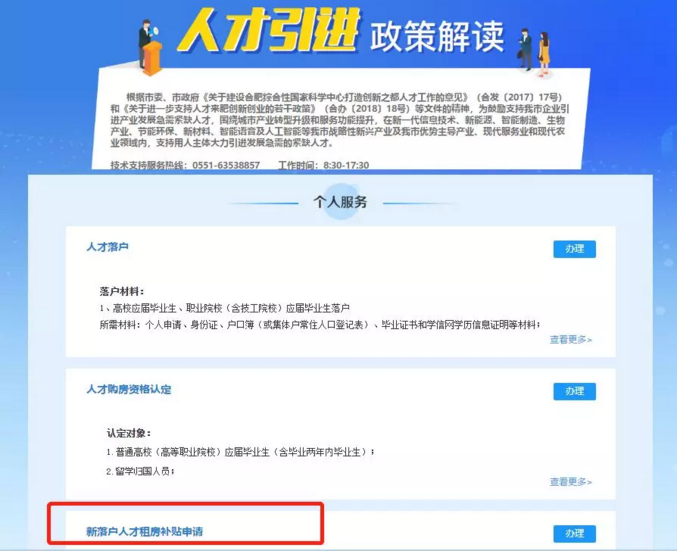 人才引进 政策解读
根据市委、市政府《关于建设合肥综合性国家科学中心打造创新之都人才工作的意见》（合发〔2017〕17号）
和《关于进一步支持人才来肥创新创业的若干政策》（合办〔2018〕18号）等文件的精神，为鼓励支持我市企业引
进产业发展急需紧缺人才，围绕城市产业转型升级和服务功能提升，在新一代信息技术、新能源、智能制造、生物
产业、节能环保、新材料、智能语音及人工智能等我市战略性新兴产业及我市优势主导产业、现代服务业和现代农
业领域内，支持用人主体大力引进发展急需的紧缺人才。
技术支持服务热线：0551-63538857 工作时间：8:30-17:30
个人服务
人才落户 办理
落户材料：
1、高校应届毕业生、职业院校（含技工院校）应届毕业生落户
所需材料：个人申请、身份证、户口簿（或集体户常住人口登记表）、毕业证书和学信网学历信息证明等材料；
查看更多>
人才购房资格认定 办理
认定对象：
1.普通高校（高等职业院校）应届毕业生（含毕业两年内毕业生）；
2.留学归国人员；
查看更多>
新落户人才租房补贴申请 办理